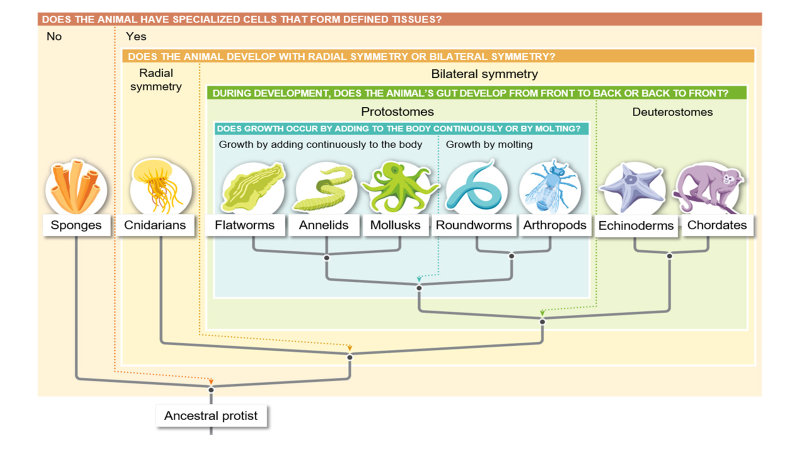 DOES THE ANIMAL HAVE SPECIALIZED CELLS THAT FORM DEFINED TISSUES?
No
Yes
DOES THE ANIMAL DEVELOP WITH RADIAL SYMMETRY OR BILATERAL SYMMETRY?
Radial
symmetry
Bilateral symmetry
DURING DEVELOPMENT, DOES THE ANIMAL'S GUT DEVELOP FROM FRONT TO BACK OR BACK TO FRONT?
Protostomes
Deuterostomes
DOES GROWTH OCCUR BY ADDING TO THE BODY CONTINUOUSLY OR BY MOLTING?
Growth by adding continuously to the body
Growth by molting
Sponges
Cnidarians
Flatworms
Annelids
Mollusks
Roundworms
Arthropods
Echinoderms
Chordates
Ancestral protist